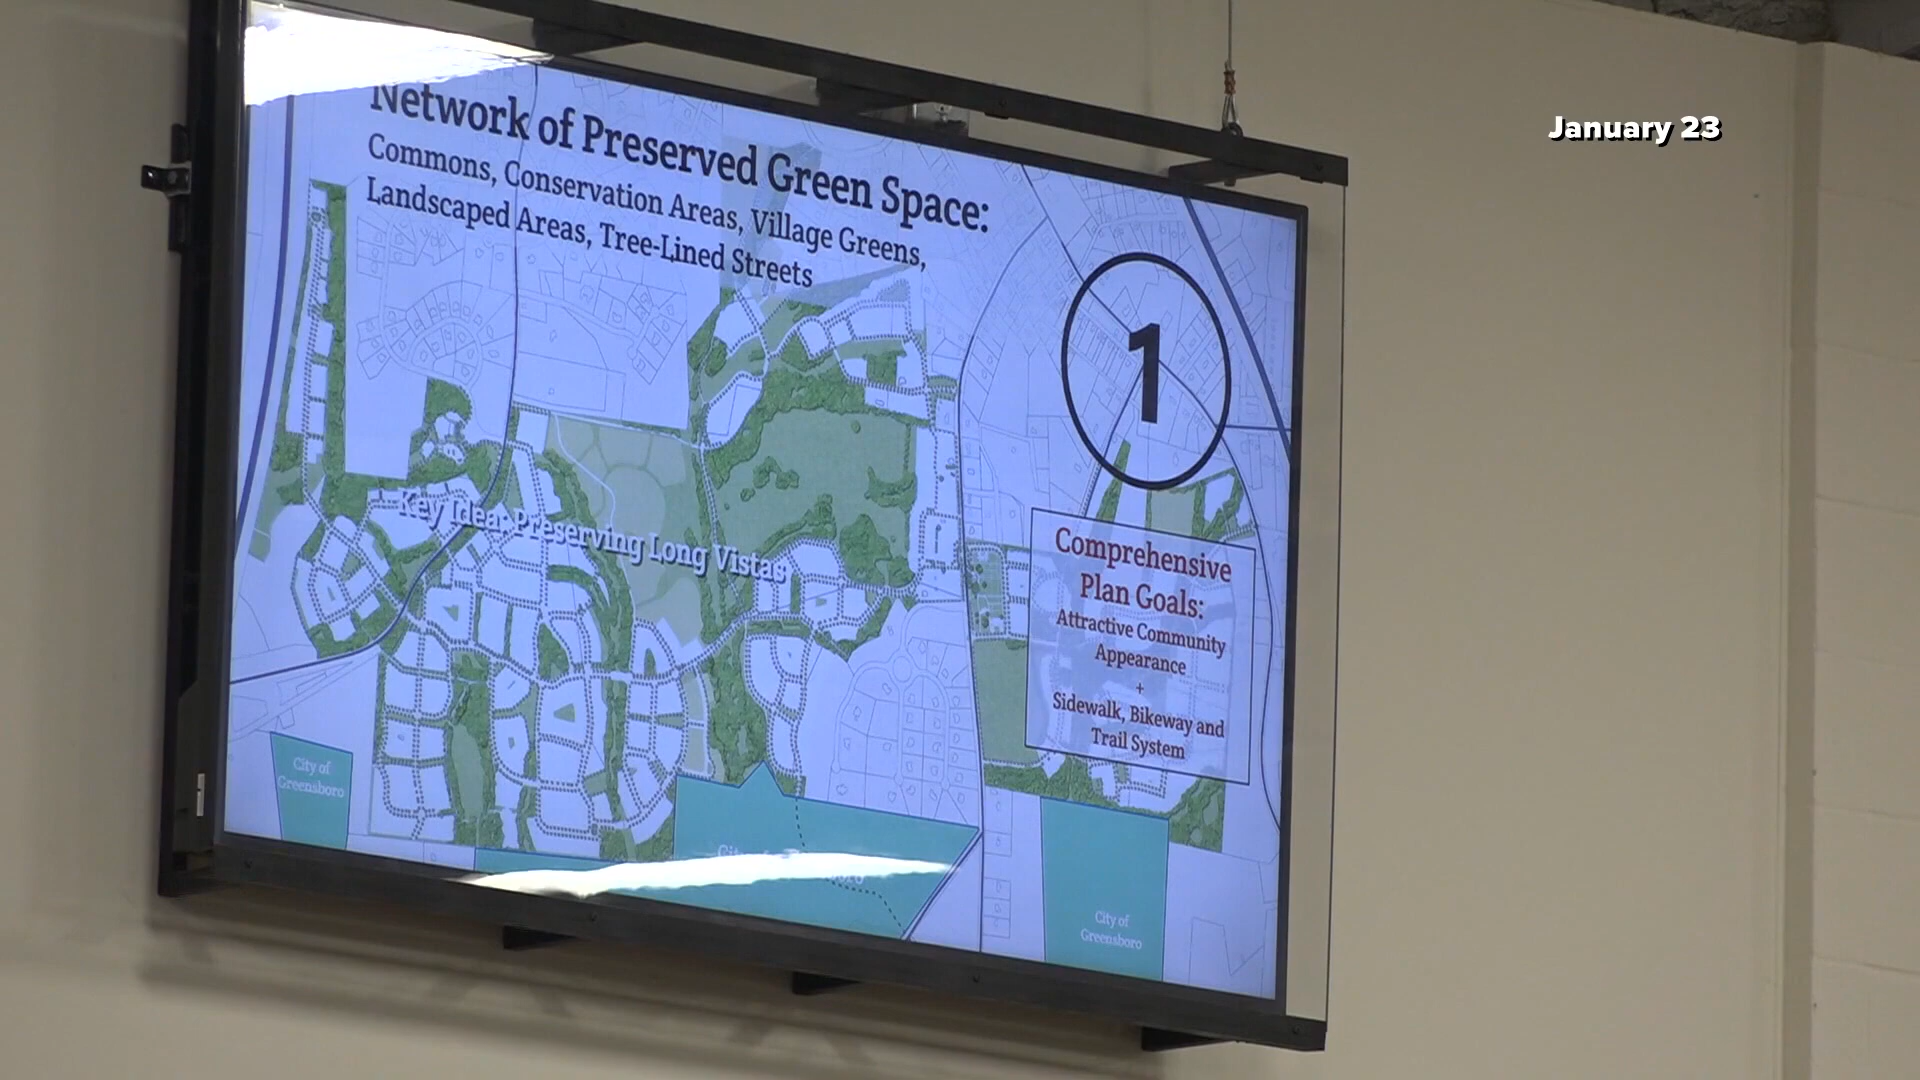 January 23
Network of Preserved Green Space:
Commons, Conservation Areas, Village Greens,
Landscaped Areas, Tree-Lined Streets
1
Key Idea: Preserving Long Vistas
Comprehensive
Plan Goals:
Attractive Community
Appearance
+
Sidewalk, Bikeway and
Trail System
City of
Greensboro
City of
Greensboro